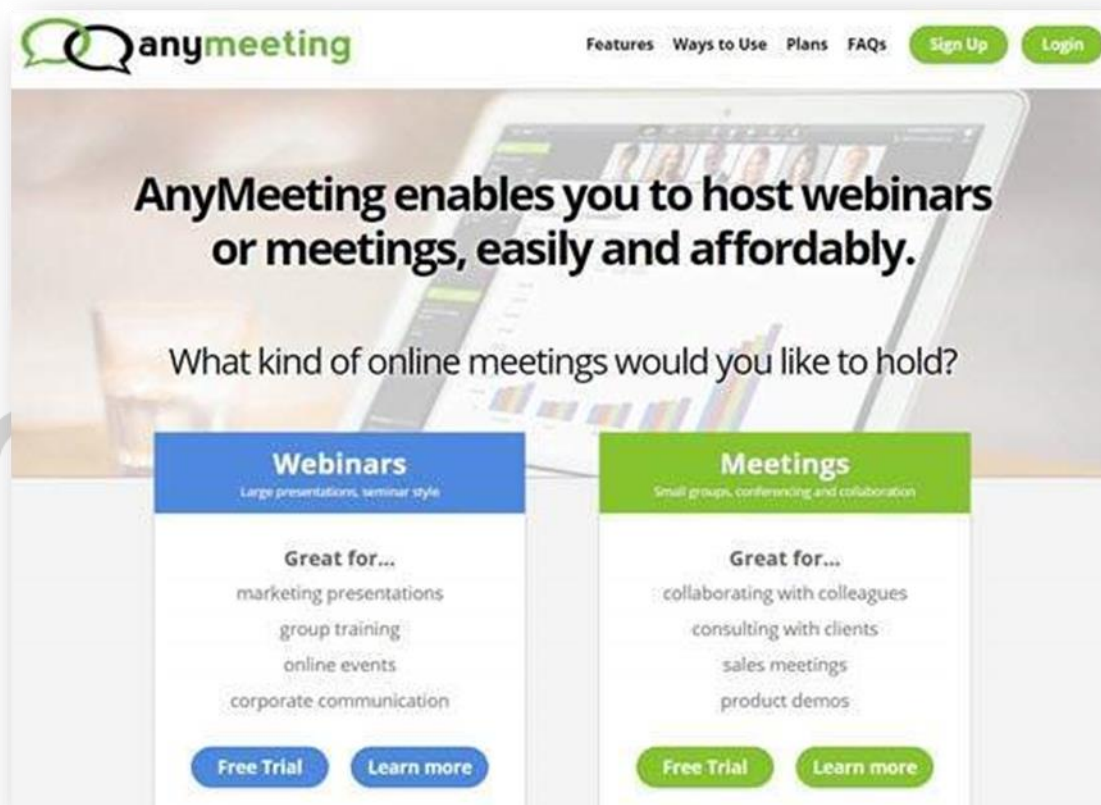 anymeeting
Features Ways to Use Plans FAQs Sign Up Login
AnyMeeting enables you to host webinars
or meetings, easily and affordably.
What kind of online meetings would you like to hold?
Webinars
Large presentations, seminar style
Great for...
marketing presentations
group training
online events
corporate communication
Free Trial Learn more
Meetings
Small groups, conferencing and collaboration
Great for...
collaborating with colleagues
consulting with clients
sales meetings
product demos
Free Trial Learn more